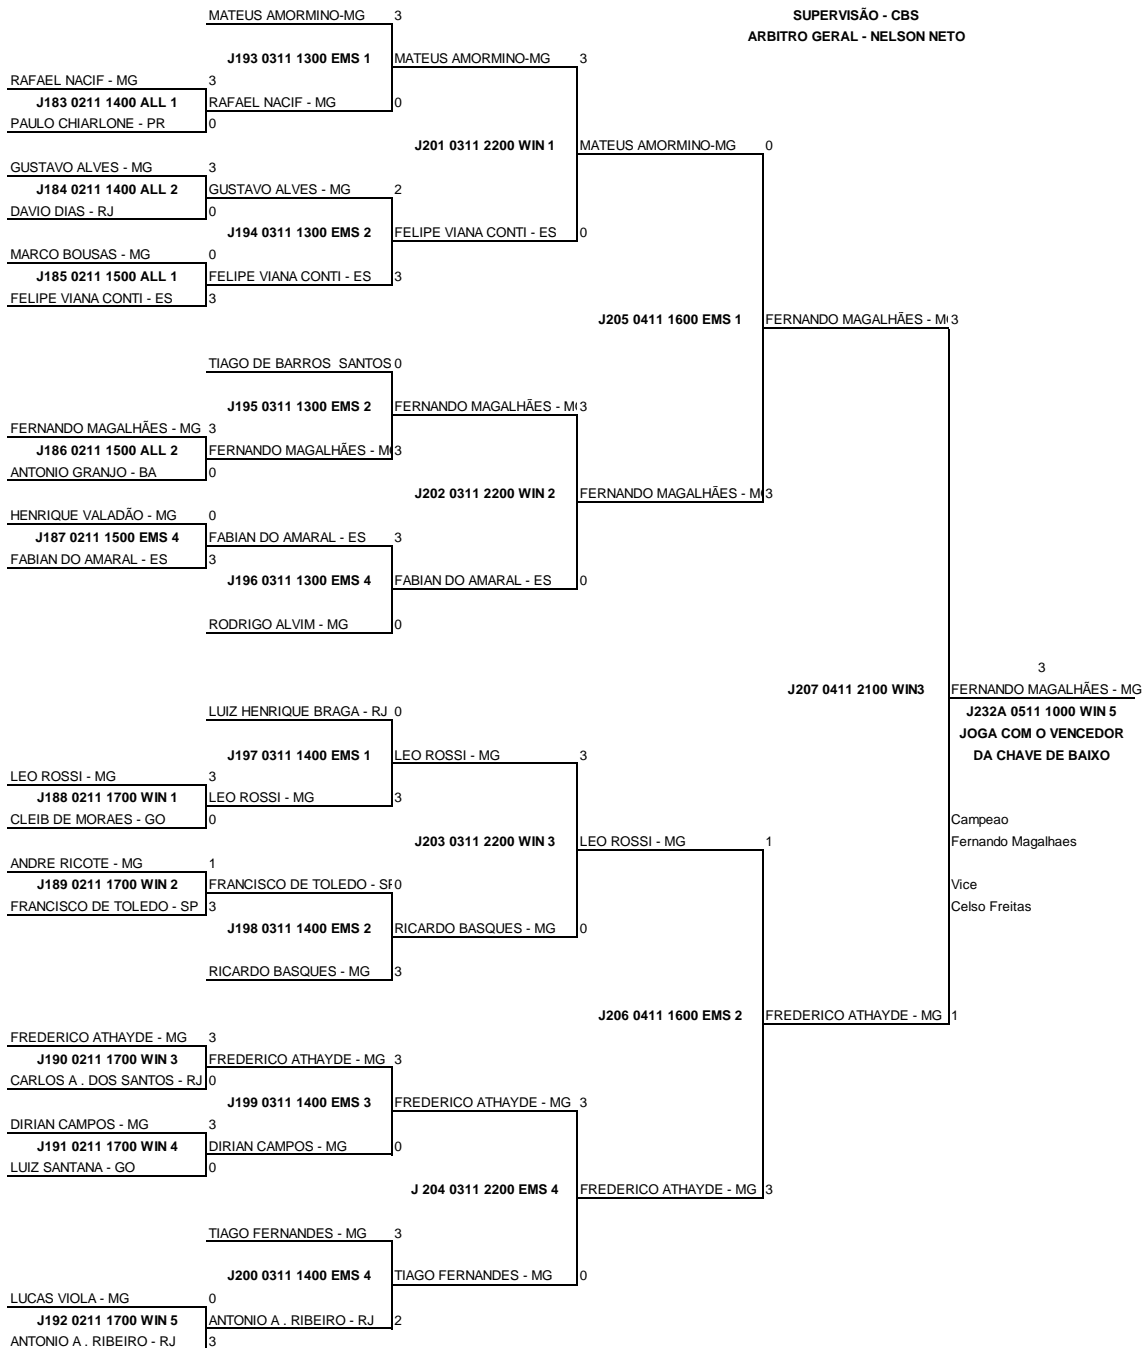 MATEUS AMORMINO-MG 3
SUPERVISÃO - CBS
ARBITRO GERAL - NELSON NETO
J193 0311 1300 EMS 1 MATEUS AMORMINO-MG 3
RAFAEL NACIF - MG 3
J183 0211 1400 ALL 1 RAFAEL NACIF - MG 0
PAULO CHIARLONE - PR 0
J201 0311 2200 WIN 1 MATEUS AMORMINO-MG 0
GUSTAVO ALVES - MG 3
J184 0211 1400 ALL 2 GUSTAVO ALVES - MG 2
DAVIO DIAS - RJ 0
J194 0311 1300 EMS 2 FELIPE VIANA CONTI - ES 0
MARCO BOUSAS - MG 0
J185 0211 1500 ALL 1 FELIPE VIANA CONTI - ES 3
FELIPE VIANA CONTI - ES 3
J205 0411 1600 EMS 1 FERNANDO MAGALHÃES - M 3
TIAGO DE BARROS SANTOS 0
J195 0311 1300 EMS 2 FERNANDO MAGALHÃES - M 3
FERNANDO MAGALHÃES - MG 3
J186 0211 1500 ALL 2 FERNANDO MAGALHÃES - M 3
ANTONIO GRANJO - BA 0
J202 0311 2200 WIN 2 FERNANDO MAGALHÃES - M 3
HENRIQUE VALADÃO - MG 0
J187 0211 1500 EMS 4 FABIAN DO AMARAL - ES 3
FABIAN DO AMARAL - ES 3
J196 0311 1300 EMS 4 FABIAN DO AMARAL - ES 0
RODRIGO ALVIM - MG 0
3
J207 0411 2100 WIN3 FERNANDO MAGALHÃES - MG
LUIZ HENRIQUE BRAGA - RJ 0
J232A 0511 1000 WIN 5
JOGA COM O VENCEDOR
J197 0311 1400 EMS 1 LEO ROSSI - MG 3
DA CHAVE DE BAIXO
LEO ROSSI - MG 3
J188 0211 1700 WIN 1 LEO ROSSI - MG 3
CLEIB DE MORAES - GO 0
Campeao
J203 0311 2200 WIN 3 LEO ROSSI - MG 1
Fernando Magalhaes
ANDRE RICOTE - MG 1
J189 0211 1700 WIN 2 FRANCISCO DE TOLEDO - S 0
Vice
FRANCISCO DE TOLEDO - SP 3
Celso Freitas
J198 0311 1400 EMS 2 RICARDO BASQUES - MG 0
RICARDO BASQUES - MG 3
J206 0411 1600 EMS 2 FREDERICO ATHAYDE - MG 1
FREDERICO ATHAYDE - MG 3
J190 0211 1700 WIN 3 FREDERICO ATHAYDE - MG 3
CARLOS A . DOS SANTOS - RJ 0
J199 0311 1400 EMS 3 FREDERICO ATHAYDE - MG 3
DIRIAN CAMPOS - MG 3
J191 0211 1700 WIN 4 DIRIAN CAMPOS - MG 0
LUIZ SANTANA - GO 0
J 204 0311 2200 EMS 4 FREDERICO ATHAYDE - MG 3
TIAGO FERNANDES - MG 3
J200 0311 1400 EMS 4 TIAGO FERNANDES - MG 0
LUCAS VIOLA - MG 0
J192 0211 1700 WIN 5 ANTONIO A . RIBEIRO - RJ 2
ANTONIO A . RIBEIRO - RJ 3